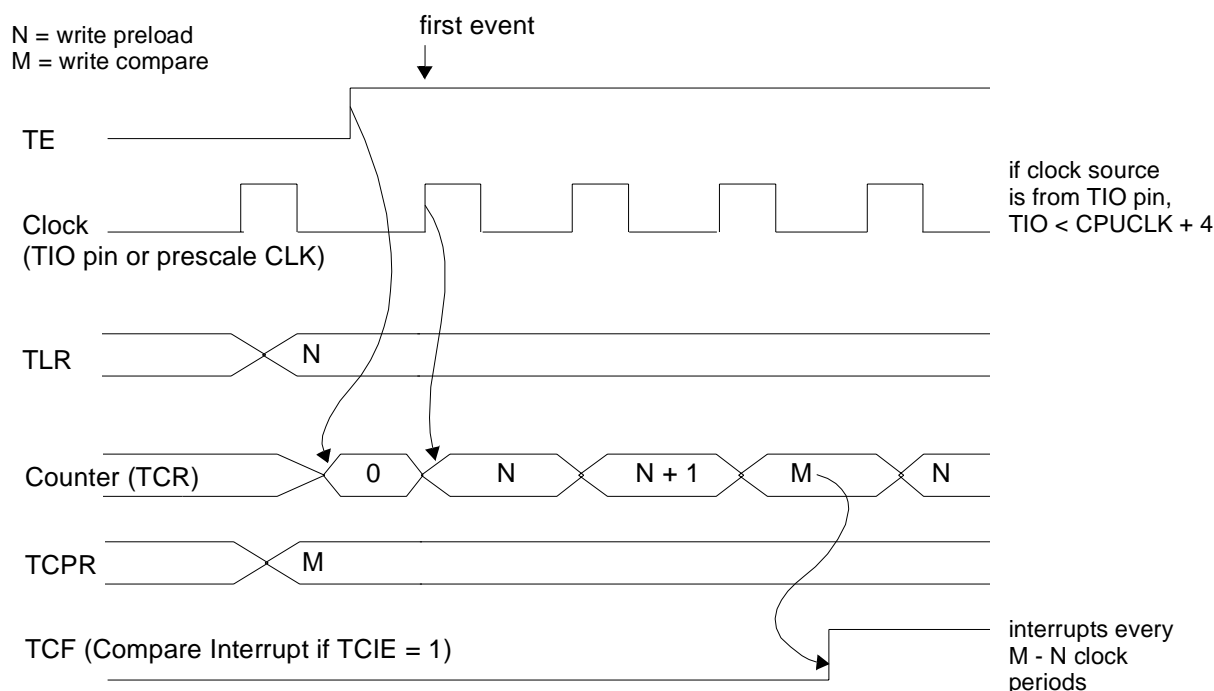 N = write preload
M = write compare
first event
TE
Clock
(TIO pin or prescale CLK)
if clock source
is from TIO pin,
TIO < CPUCLK + 4
TLR
N
Counter (TCR)
0
N
N + 1
M
N
TCPR
M
TCF (Compare Interrupt if TCIE = 1)
interrupts every
M - N clock
periods